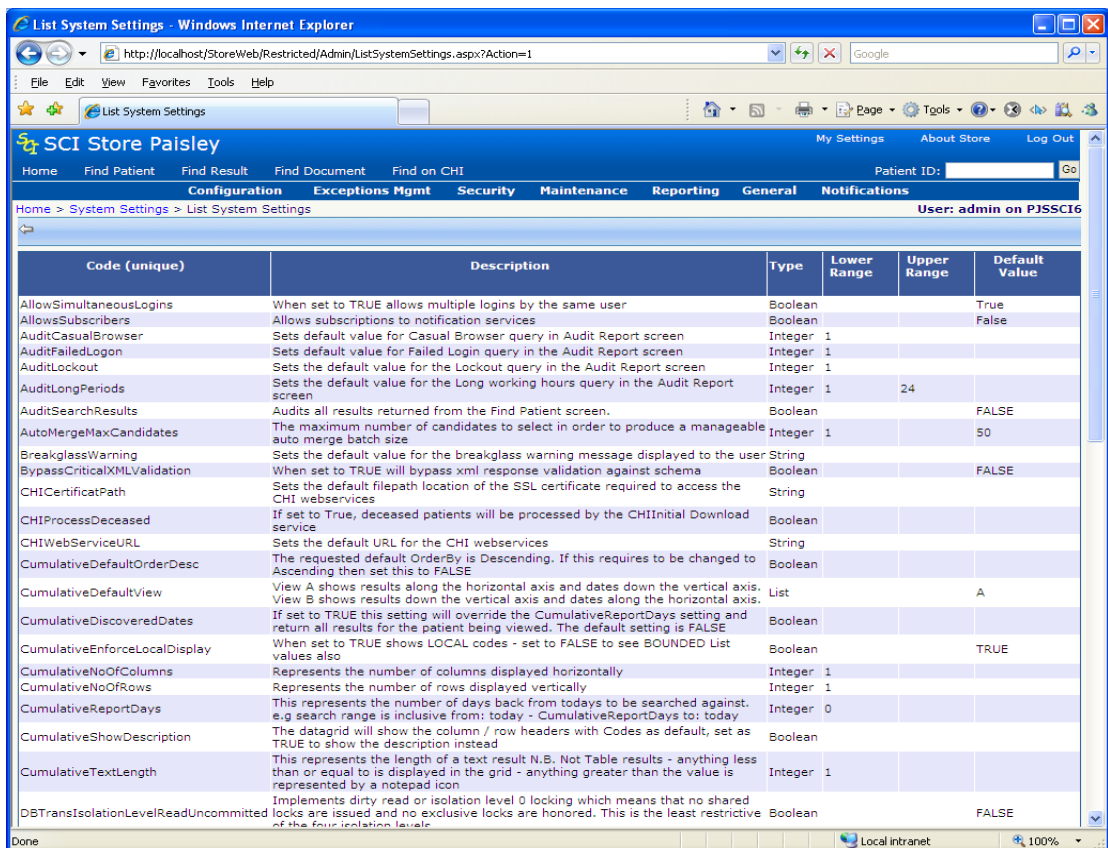 List System Settings - Windows Internet Explorer
http://localhost/StoreWeb/Restricted/Admin/ListSystemSettings.aspx?Action=1
Google
File Edit View Favorites Tools Help
List System Settings
Page Tools
SCI Store Paisley
My Settings About Store Log Out
Home Find Patient Find Result Find Document Find on CHI
Patient ID: Go
Configuration Exceptions Mgmt Security Maintenance Reporting General Notifications
Home > System Settings > List System Settings
User: admin on PJSSCI6
Code (unique) Description Type Lower Range Upper Range Default Value
AllowSimultaneousLogins When set to TRUE allows multiple logins by the same user Boolean True
AllowsSubscribers Allows subscriptions to notification services Boolean False
AuditCasualBrowser Sets default value for Casual Browser query in Audit Report screen Integer 1
AuditFailedLogon Sets default value for Failed Login query in the Audit Report screen Integer 1
AuditLockout Sets the default value for the Lockout query in the Audit Report screen Integer 1
AuditLongPeriods Sets the default value for the Long working hours query in the Audit Report screen Integer 1 24
AuditSearchResults Audits all results returned from the Find Patient screen. Boolean FALSE
AutoMergeMaxCandidates The maximum number of candidates to select in order to produce a manageable auto merge batch size Integer 1 50
BreakglassWarning Sets the default value for the breakglass warning message displayed to the user String
BypassCriticalXMLValidation When set to TRUE will bypass xml response validation against schema Boolean FALSE
CHICertificatPath Sets the default filepath location of the SSL certificate required to access the CHI webservices String
CHIProcessDeceased If set to True, deceased patients will be processed by the CHIInitial Download service Boolean
CHIWebServiceURL Sets the default URL for the CHI webservices String
CumulativeDefaultOrderDesc The requested default OrderBy is Descending. If this requires to be changed to Ascending then set this to FALSE Boolean
CumulativeDefaultView View A shows results along the horizontal axis and dates down the vertical axis. View B shows results down the vertical axis and dates along the horizontal axis. List A
CumulativeDiscoveredDates If set to TRUE this setting will override the CumulativeReportDays setting and return all results for the patient being viewed. The default setting is FALSE Boolean
CumulativeEnforceLocalDisplay When set to TRUE shows LOCAL codes - set to FALSE to see BOUNDED List values also Boolean TRUE
CumulativeNoOfColumns Represents the number of columns displayed horizontally Integer 1
CumulativeNoOfRows Represents the number of rows displayed vertically Integer 1
CumulativeReportDays This represents the number of days back from todays to be searched against. e.g search range is inclusive from: today - CumulativeReportDays to: today Integer 0
CumulativeShowDescription The datagrid will show the column / row headers with Codes as default, set as TRUE to show the description instead Boolean
CumulativeTextLength This represents the length of a text result N.B. Not Table results - anything less than or equal to is displayed in the grid - anything greater than the value is represented by a notepad icon Integer 1
DBTransIsolationLevelReadUncommitted Implements dirty read or isolation level 0 locking which means that no shared locks are issued and no exclusive locks are honored. This is the least restrictive of the four isolation levels Boolean FALSE
Done Local intranet 100%